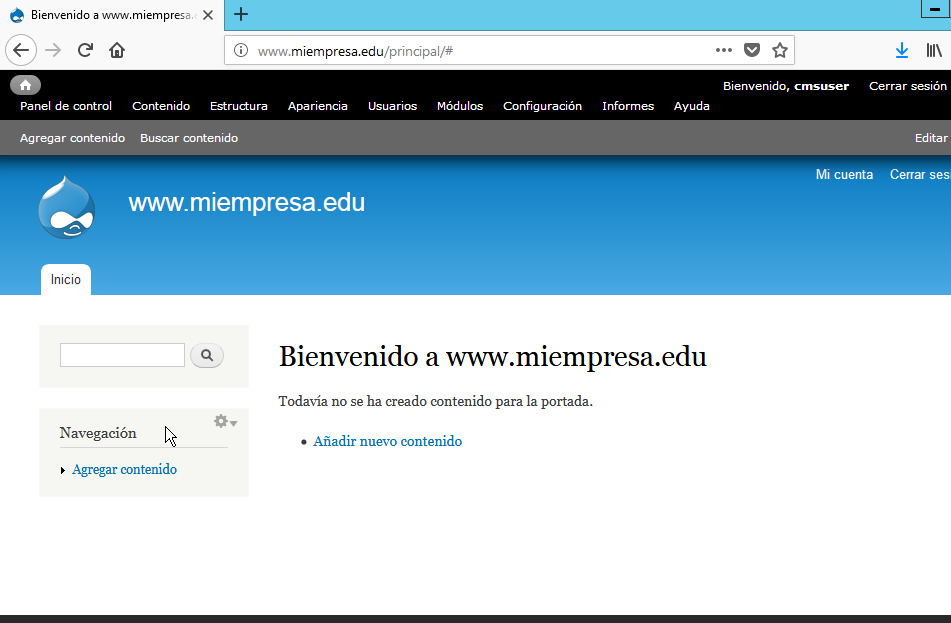 Bienvenido a www.miempresa.
www.miempresa.edu/principal/#
Bienvenido, cmsuser Cerrar sesión
Panel de control Contenido Estructura Apariencia Usuarios Módulos Configuración Informes Ayuda
Agregar contenido Buscar contenido Editar
Mi cuenta Cerrar ses
www.miempresa.edu
Inicio
Bienvenido a www.miempresa.edu
Todavía no se ha creado contenido para la portada.
Añadir nuevo contenido
Navegación
Agregar contenido